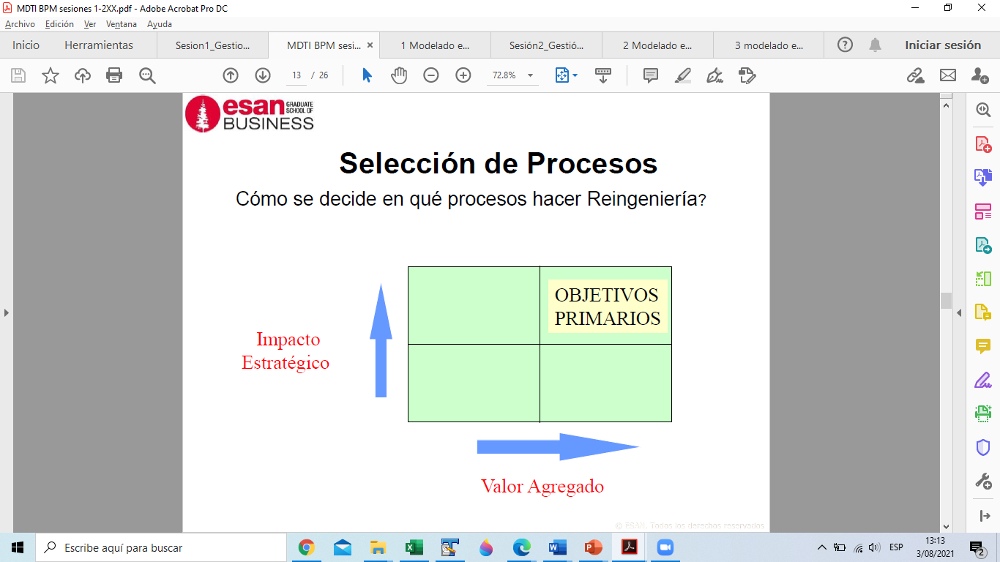 MDTI BPM sesiones 1-2XX.pdf - Adobe Acrobat Pro DC
Archivo Edición Ver Ventana Ayuda
Inicio Herramientas Sesion1_Gestio... MDTI BPM sesi... × 1 Modelado e... Sesión2_Gestió... 2 Modelado e... 3 modelado e... Iniciar sesión
13 / 26 72.8%
esan GRADUATE SCHOOL OF BUSINESS
Selección de Procesos
Cómo se decide en qué procesos hacer Reingeniería?
OBJETIVOS
PRIMARIOS
Impacto
Estratégico
Valor Agregado
© ESAN. Todos los derechos reservados
Escribe aquí para buscar
ESP
13:13
3/08/2021
2